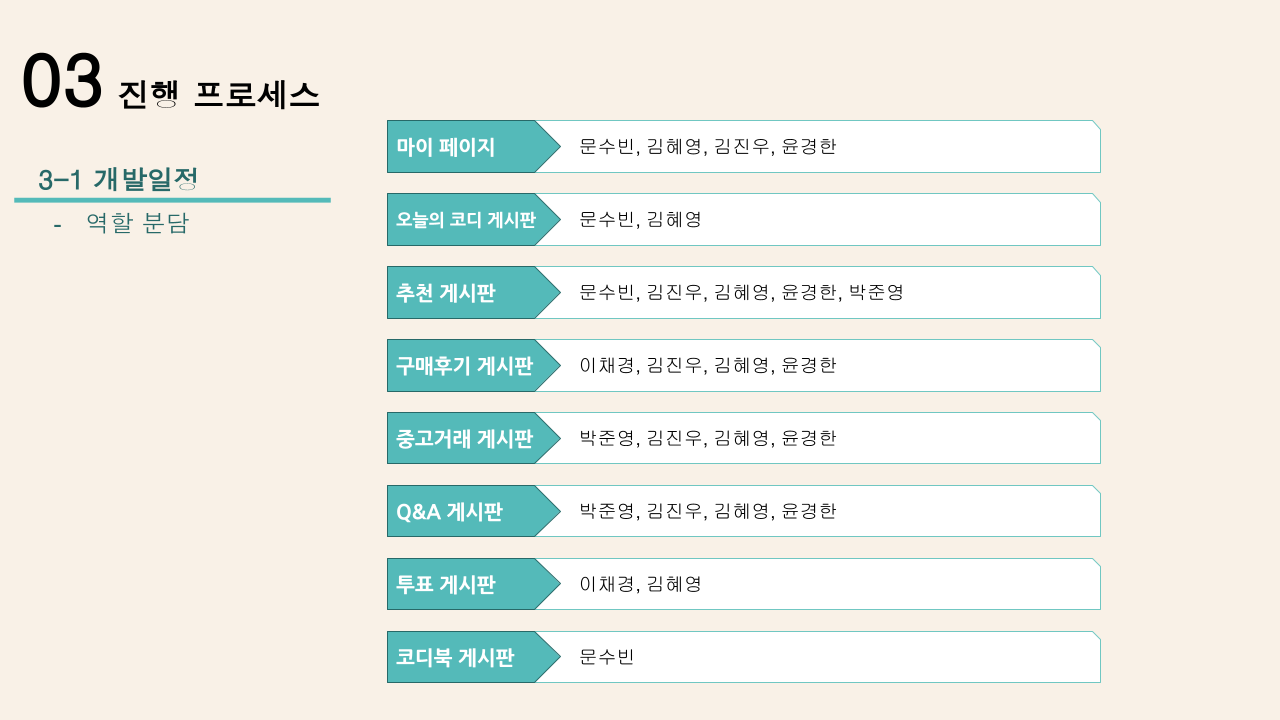 03 진행 프로세스
3-1 개발일정
- 역할 분담
마이 페이지 문수빈, 김혜영, 김진우, 윤경한
오늘의 코디 게시판 문수빈, 김혜영
추천 게시판 문수빈, 김진우, 김혜영, 윤경한, 박준영
구매후기 게시판 이채경, 김진우, 김혜영, 윤경한
중고거래 게시판 박준영, 김진우, 김혜영, 윤경한
Q&A 게시판 박준영, 김진우, 김혜영, 윤경한
투표 게시판 이채경, 김혜영
코디북 게시판 문수빈